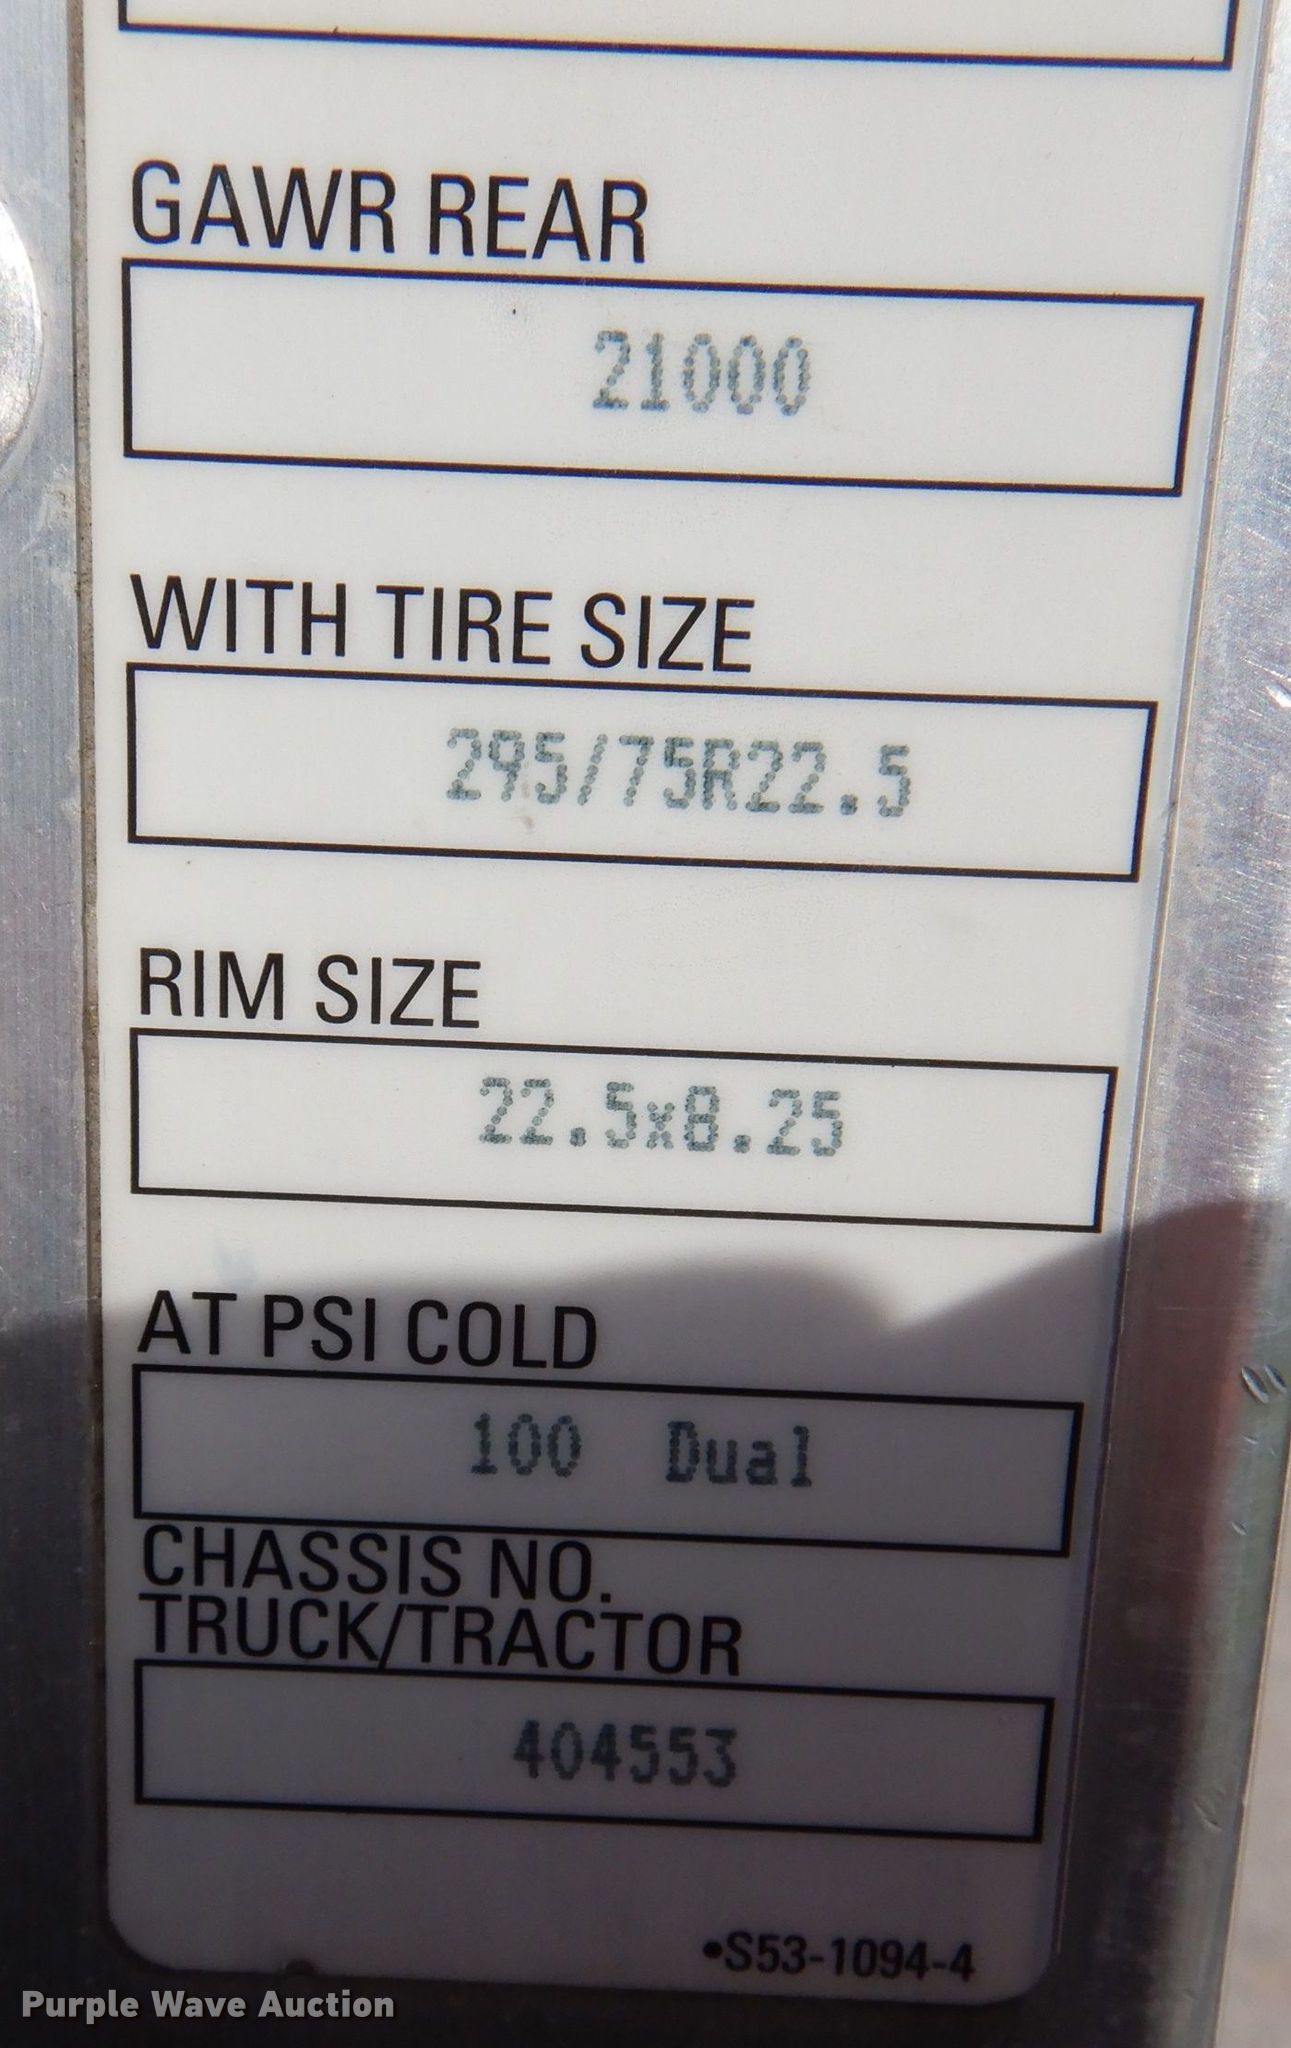 GAWR REAR
21000
WITH TIRE SIZE
295/75R22.5
RIM SIZE
22.5x8.25
AT PSI COLD
100 Dual
CHASSIS NO.
TRUCK/TRACTOR
404553
•S53-1094-4
Purple Wave Auction